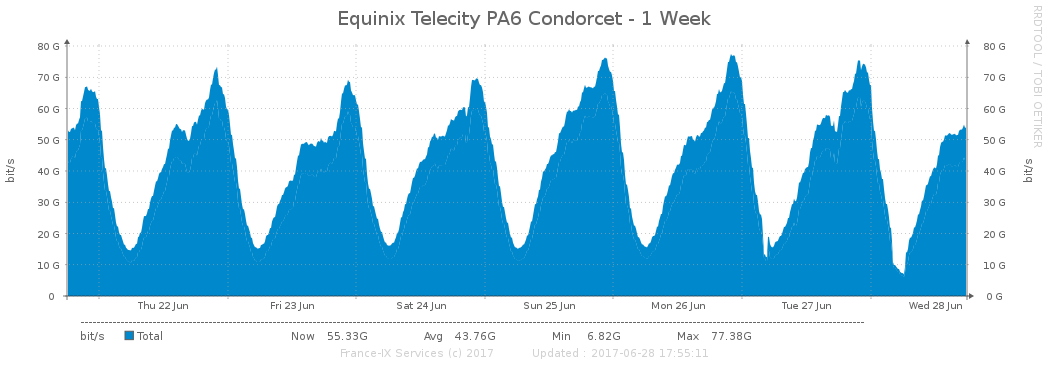 Equinix Telecity PA6 Condorcet - 1 Week
RRDTOOL / TOBI OETIKER
bit/s
bit/s
80 G 80 G
70 G 70 G
60 G 60 G
50 G 50 G
40 G 40 G
30 G 30 G
20 G 20 G
10 G 10 G
0 0 G
Thu 22 Jun Fri 23 Jun Sat 24 Jun Sun 25 Jun Mon 26 Jun Tue 27 Jun Wed 28 Jun
bit/s Total Now 55.33G Avg 43.76G Min 6.82G Max 77.38G
France-IX Services (c) 2017 Updated : 2017-06-28 17:55:11